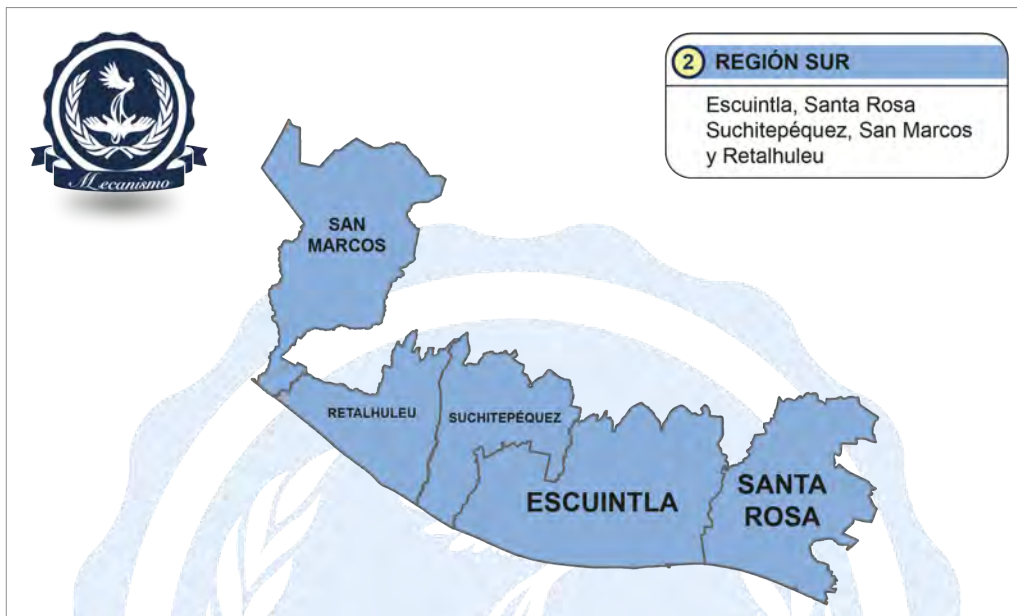 Mecanismo
2 REGIÓN SUR
Escuintla, Santa Rosa
Suchitepéquez, San Marcos
y Retalhuleu
SAN
MARCOS
RETALHULEU
SUCHITEPÉQUEZ
ESCUINTLA
SANTA
ROSA